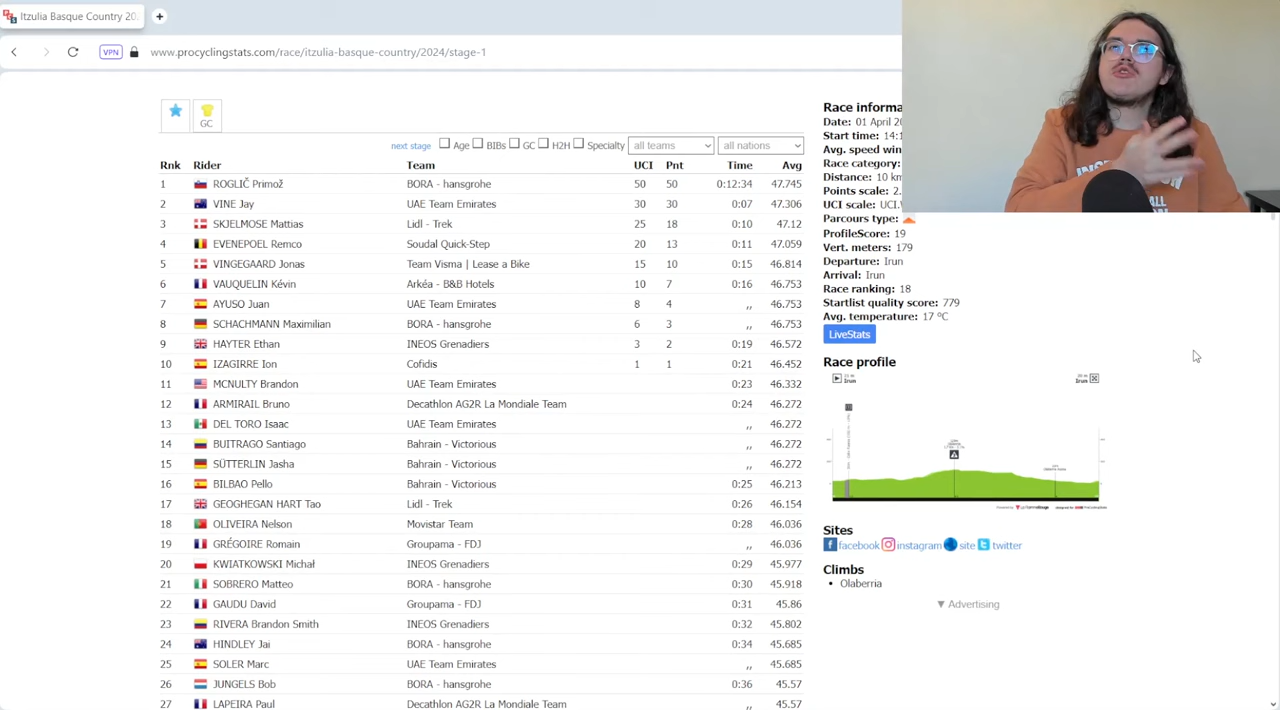 Itzulia Basque Country 202
VPN
www.procyclingstats.com/race/itzulia-basque-country/2024/stage-1
GC
next stage Age BIBs GC H2H Specialty all teams all nations
Rnk Rider Team UCI Pnt Time Avg
1 ROGLIČ Primož BORA - hansgrohe 50 50 0:12:34 47.745
2 VINE Jay UAE Team Emirates 30 30 0:07 47.306
3 SKJELMOSE Mattias Lidl - Trek 25 18 0:10 47.12
4 EVENEPOEL Remco Soudal Quick-Step 20 13 0:11 47.059
5 VINGEGAARD Jonas Team Visma | Lease a Bike 15 10 0:15 46.814
6 VAUQUELIN Kévin Arkéa - B&B Hotels 10 7 0:16 46.753
7 AYUSO Juan UAE Team Emirates 8 4 ,, 46.753
8 SCHACHMANN Maximilian BORA - hansgrohe 6 3 ,, 46.753
9 HAYTER Ethan INEOS Grenadiers 3 2 0:19 46.572
10 IZAGIRRE Ion Cofidis 1 1 0:21 46.452
11 MCNULTY Brandon UAE Team Emirates 0:23 46.332
12 ARMIRAIL Bruno Decathlon AG2R La Mondiale Team 0:24 46.272
13 DEL TORO Isaac UAE Team Emirates ,, 46.272
14 BUITRAGO Santiago Bahrain - Victorious ,, 46.272
15 SÜTTERLIN Jasha Bahrain - Victorious ,, 46.272
16 BILBAO Pello Bahrain - Victorious 0:25 46.213
17 GEOGHEGAN HART Tao Lidl - Trek 0:26 46.154
18 OLIVEIRA Nelson Movistar Team 0:28 46.036
19 GRÉGOIRE Romain Groupama - FDJ ,, 46.036
20 KWIATKOWSKI Michał INEOS Grenadiers 0:29 45.977
21 SOBRERO Matteo BORA - hansgrohe 0:30 45.918
22 GAUDU David Groupama - FDJ 0:31 45.86
23 RIVERA Brandon Smith INEOS Grenadiers 0:32 45.802
24 HINDLEY Jai BORA - hansgrohe 0:34 45.685
25 SOLER Marc UAE Team Emirates ,, 45.685
26 JUNGELS Bob BORA - hansgrohe 0:36 45.57
27 LAPEIRA Paul Decathlon AG2R La Mondiale Team ,, 45.57
Race informa
Date: 01 April 20
Start time: 14:1
Avg. speed win
Race category:
Distance: 10 km
Points scale: 2.
UCI scale: UCI.W
Parcours type:
ProfileScore: 19
Vert. meters: 179
Departure: Irun
Arrival: Irun
Race ranking: 18
Startlist quality score: 779
Avg. temperature: 17 °C
LiveStats
Race profile
Irun
Irun
Sites
facebook instagram site twitter
Climbs
• Olaberria
▼ Advertising